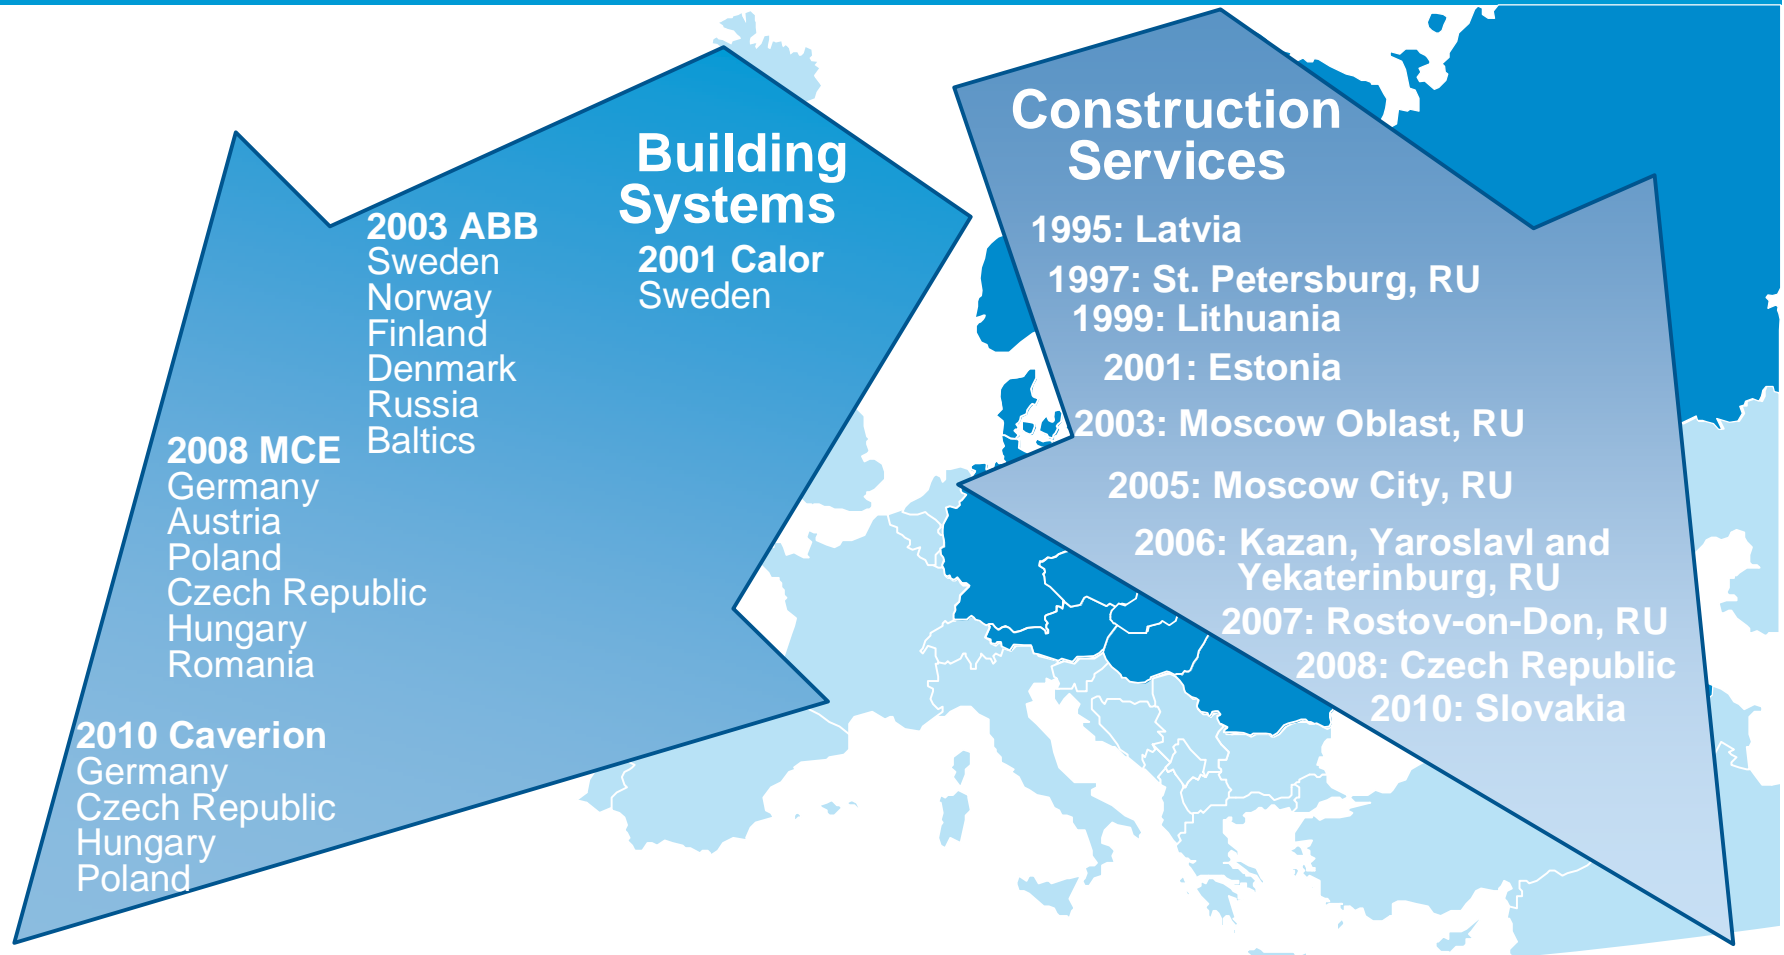 Building
Systems
2001 Calor
Sweden
2003 ABB
Sweden
Norway
Finland
Denmark
Russia
Baltics
2008 MCE
Germany
Austria
Poland
Czech Republic
Hungary
Romania
2010 Caverion
Germany
Czech Republic
Hungary
Poland
Construction
Services
1995: Latvia
1997: St. Petersburg, RU
1999: Lithuania
2001: Estonia
2003: Moscow Oblast, RU
2005: Moscow City, RU
2006: Kazan, Yaroslavl and
Yekaterinburg, RU
2007: Rostov-on-Don, RU
2008: Czech Republic
2010: Slovakia